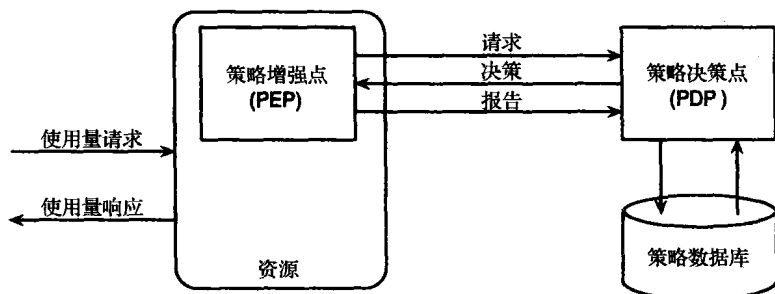 请求
策略增强点
(PEP)
决策
策略决策点
(PDP)
报告
使用量请求
使用量响应
资源
策略数据库